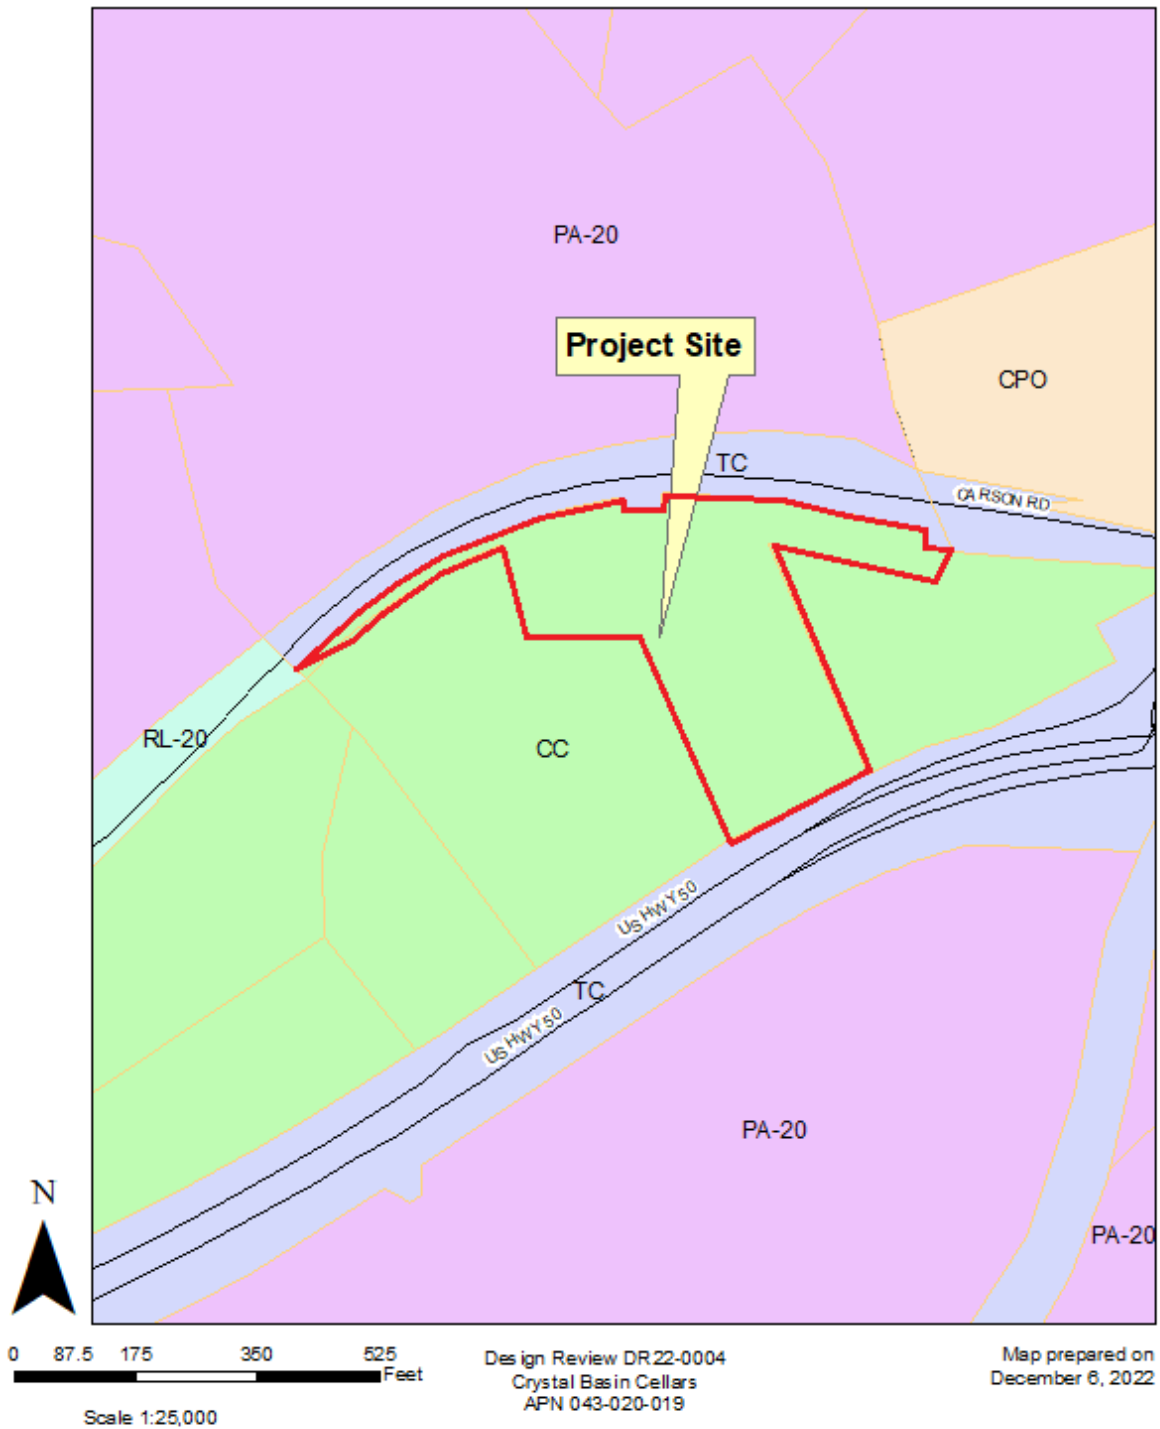 PA-20
Project Site
CPO
TC
CARSON RD
RL-20
CC
US HWY 50
TC
US HWY 50
PA-20
N
PA-20
0 87.5 175 350 525
Feet
Scale 1:25,000
Design Review DR22-0004
Crystal Basin Cellars
APN 043-020-019
Map prepared on
December 6, 2022